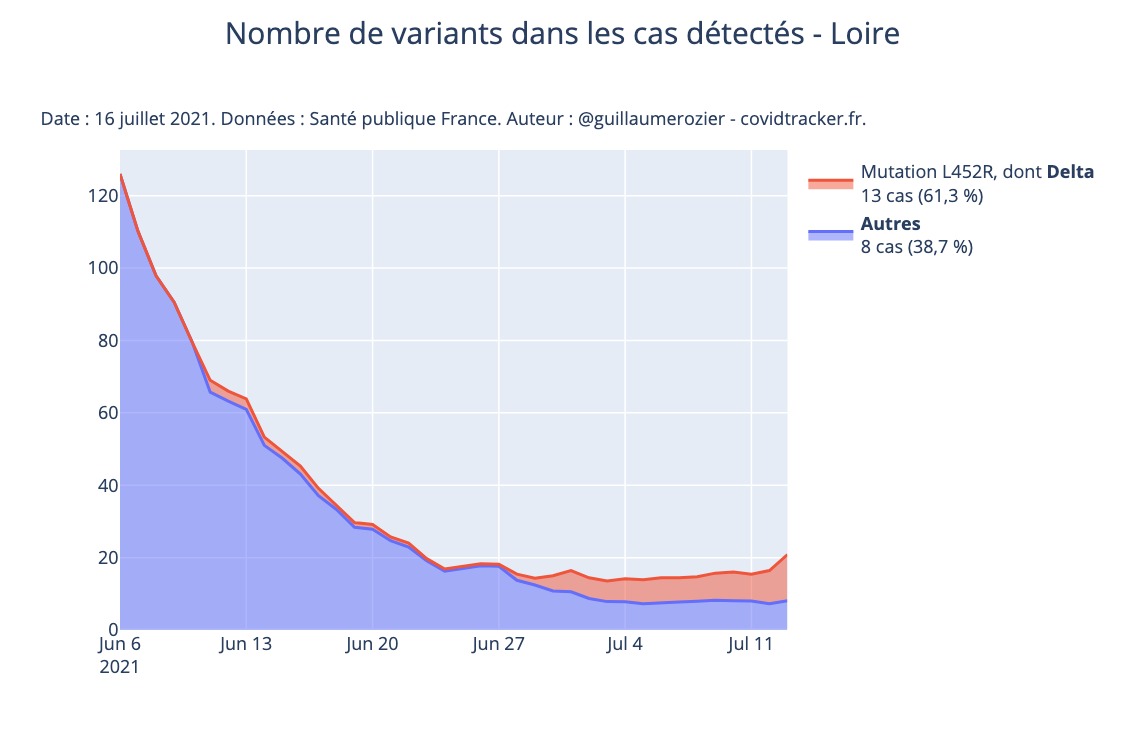 Nombre de variants dans les cas détectés - Loire
Date : 16 juillet 2021. Données : Santé publique France. Auteur : @guillaumerozier - covidtracker.fr.
Mutation L452R, dont Delta
13 cas (61,3 %)
Autres
8 cas (38,7 %)
120
100
80
60
40
20
0
Jun 6
2021
Jun 13
Jun 20
Jun 27
Jul 4
Jul 11